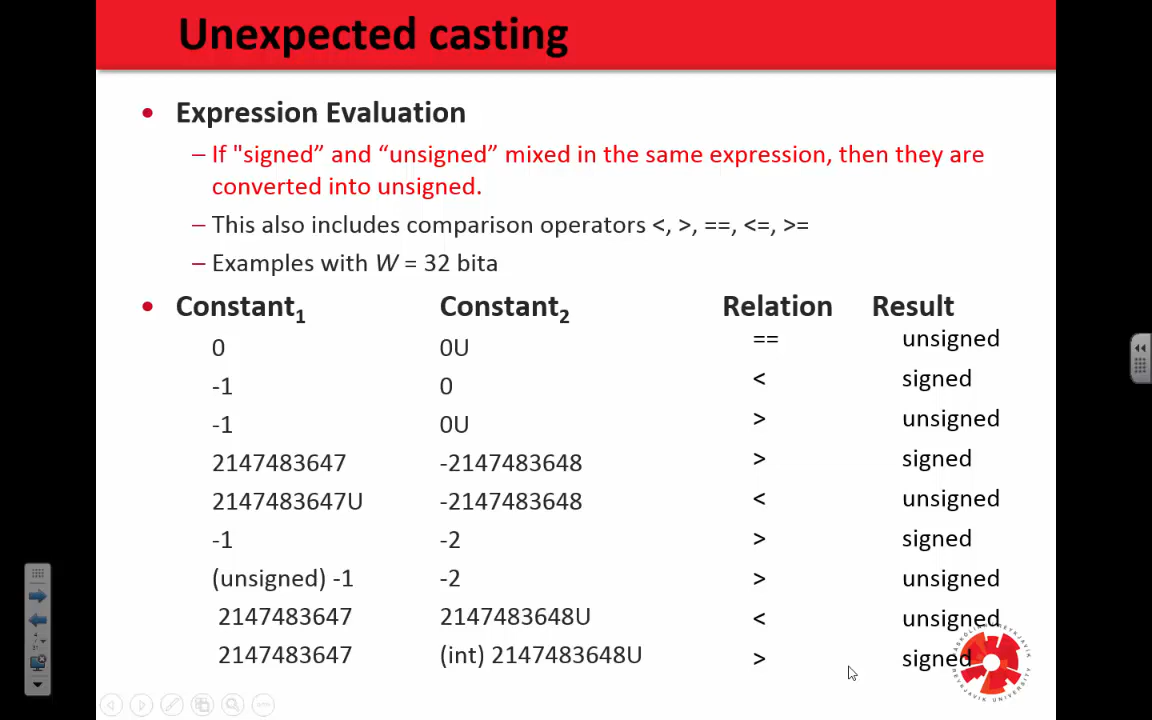 Unexpected casting
• Expression Evaluation
– If "signed” and “unsigned” mixed in the same expression, then they are
converted into unsigned.
– This also includes comparison operators <, >, ==, <=, >=
– Examples with W = 32 bita
• Constant1 Constant2 Relation Result
0 0U == unsigned
-1 0 < signed
-1 0U > unsigned
2147483647 -2147483648 > signed
2147483647U -2147483648 < unsigned
-1 -2 > signed
(unsigned) -1 -2 > unsigned
2147483647 2147483648U < unsigned
2147483647 (int) 2147483648U > signed
REYKJAVIK UNIVERSITY